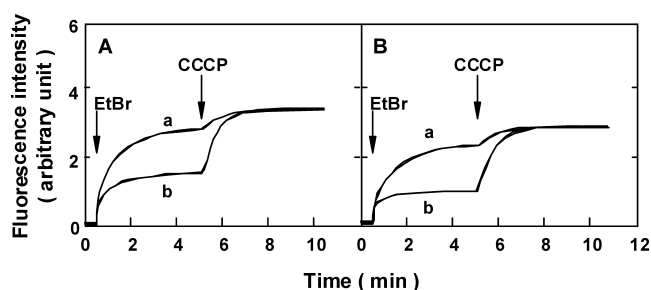 Fluorescence intensity
( arbitrary unit )
6
4
2
0
A
EtBr
CCCP
a
b
0 2 4 6 8 10
B
EtBr
CCCP
a
b
0 2 4 6 8 10 12
Time ( min )